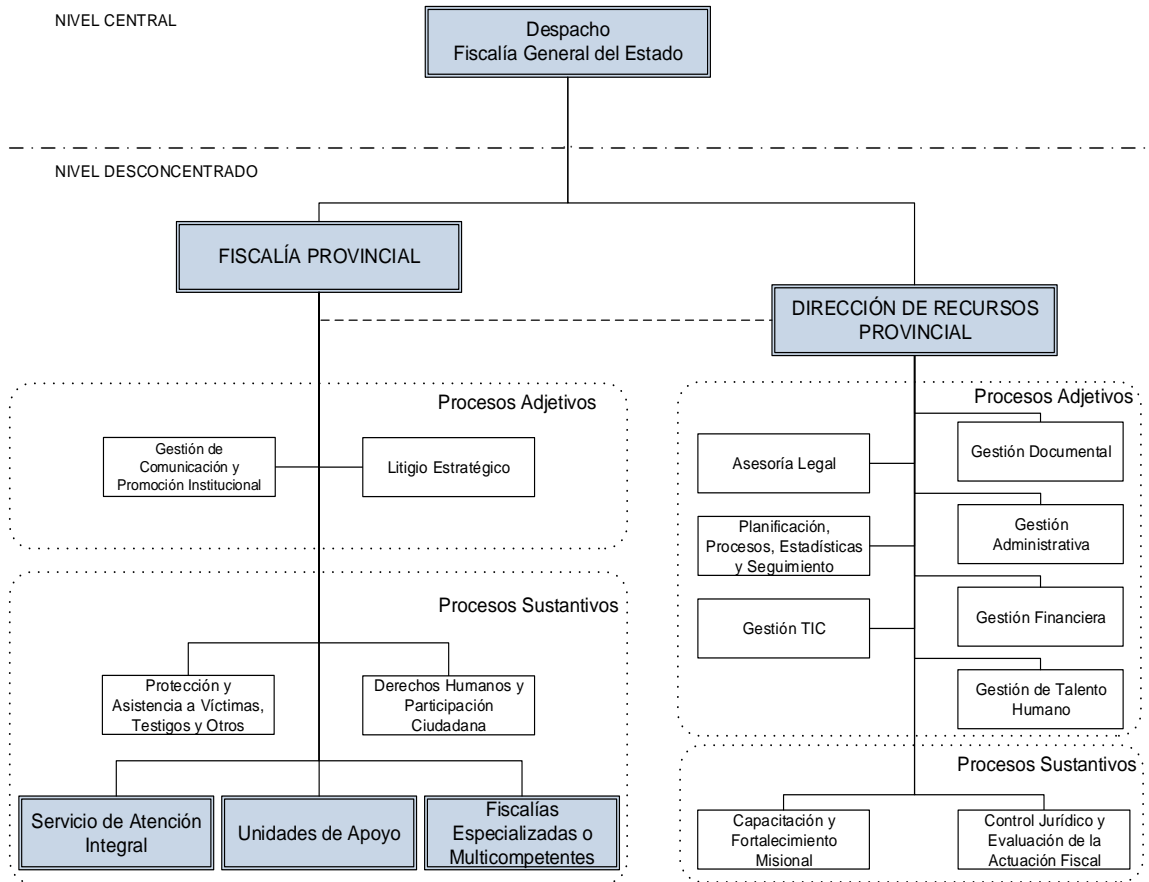 NIVEL CENTRAL
Despacho
Fiscalía General del Estado
NIVEL DESCONCENTRADO
FISCALÍA PROVINCIAL
DIRECCIÓN DE RECURSOS
PROVINCIAL
Procesos Adjetivos
Gestión de
Comunicación y
Promoción Institucional
Litigio Estratégico
Procesos Sustantivos
Protección y
Asistencia a Víctimas,
Testigos y Otros
Derechos Humanos y
Participación
Ciudadana
Servicio de Atención
Integral
Unidades de Apoyo
Fiscalías
Especializadas o
Multicompetentes
Procesos Adjetivos
Asesoría Legal
Gestión Documental
Planificación,
Procesos, Estadísticas
y Seguimiento
Gestión
Administrativa
Gestión TIC
Gestión Financiera
Gestión de Talento
Humano
Procesos Sustantivos
Capacitación y
Fortalecimiento
Misional
Control Jurídico y
Evaluación de la
Actuación Fiscal